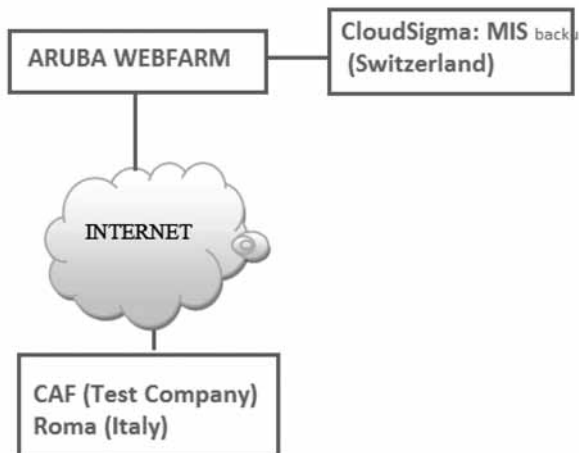 ARUBA WEBFARM
CloudSigma: MIS
(Switzerland)
INTERNET
CAF (Test Company)
Roma (Italy)